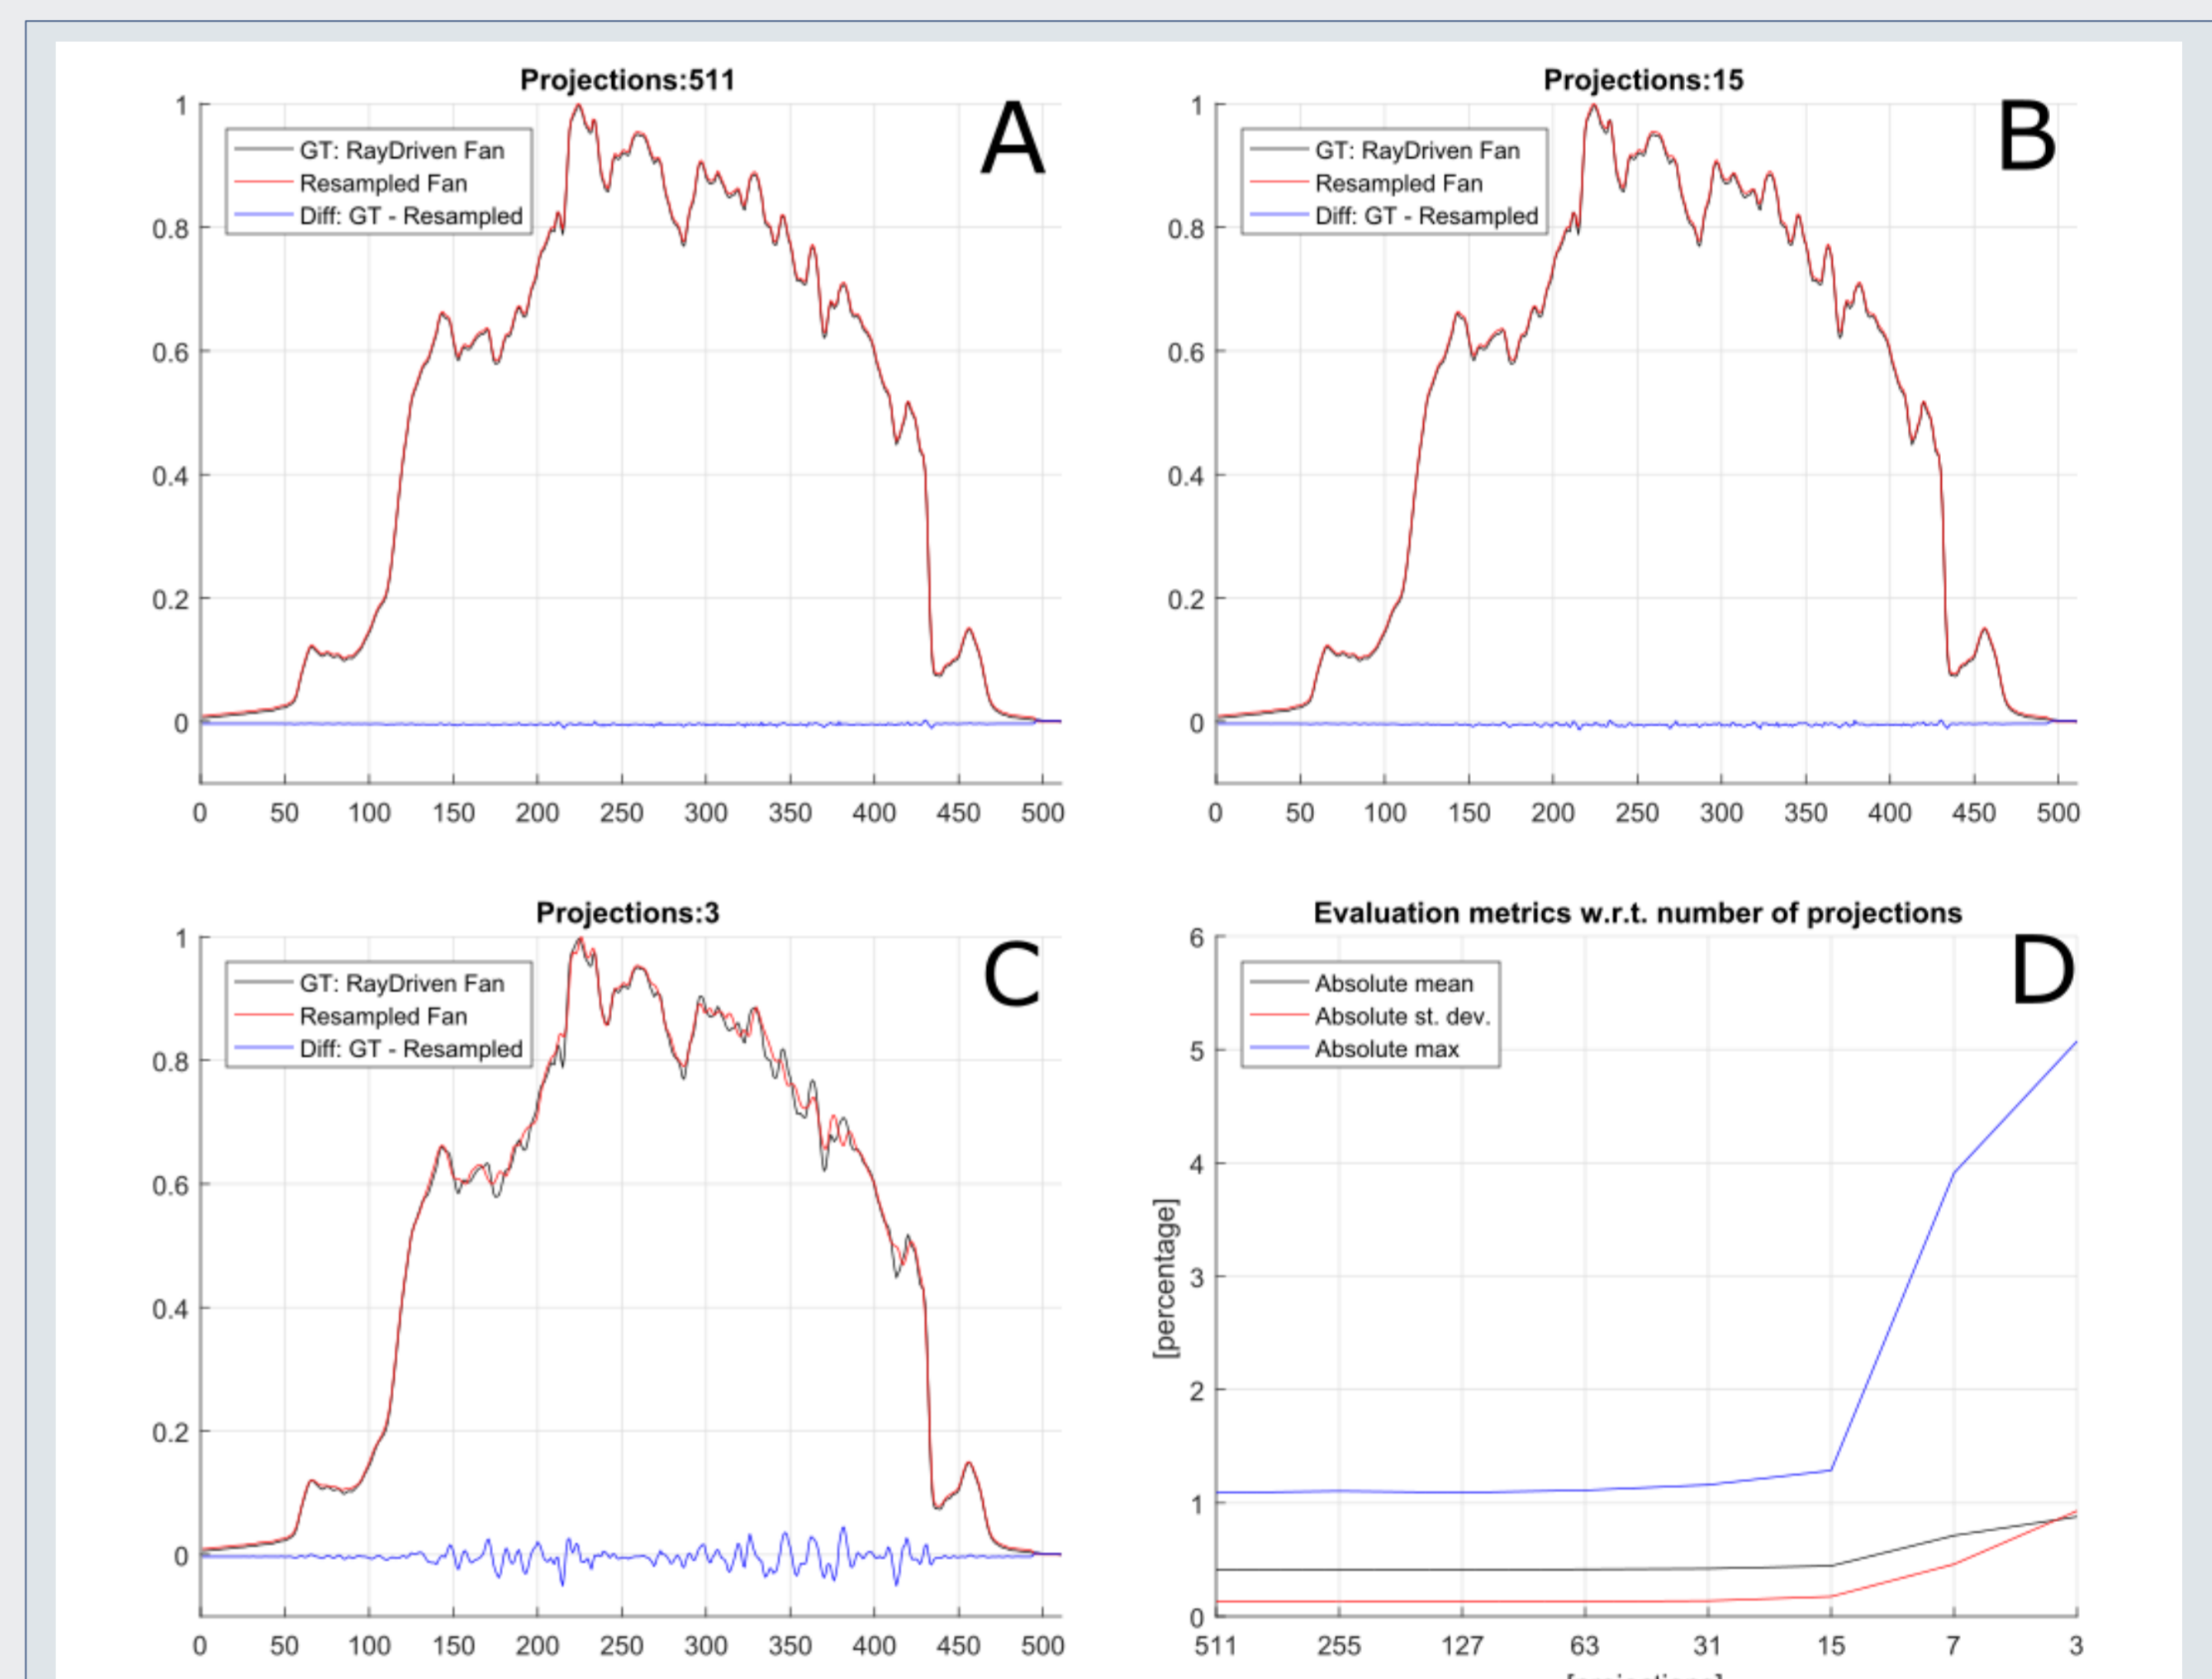 Projections:511
A
1
0.8
0.6
0.4
0.2
0
GT: RayDriven Fan
Resampled Fan
Diff: GT - Resampled
0 50 100 150 200 250 300 350 400 450 500
Projections:15
B
1
0.8
0.6
0.4
0.2
0
GT: RayDriven Fan
Resampled Fan
Diff: GT - Resampled
0 50 100 150 200 250 300 350 400 450 500
Projections:3
C
1
0.8
0.6
0.4
0.2
0
GT: RayDriven Fan
Resampled Fan
Diff: GT - Resampled
0 50 100 150 200 250 300 350 400 450 500
Evaluation metrics w.r.t. number of projections
D
6
5
4
3
2
1
0
[percentage]
Absolute mean
Absolute st. dev.
Absolute max
511 255 127 63 31 15 7 3